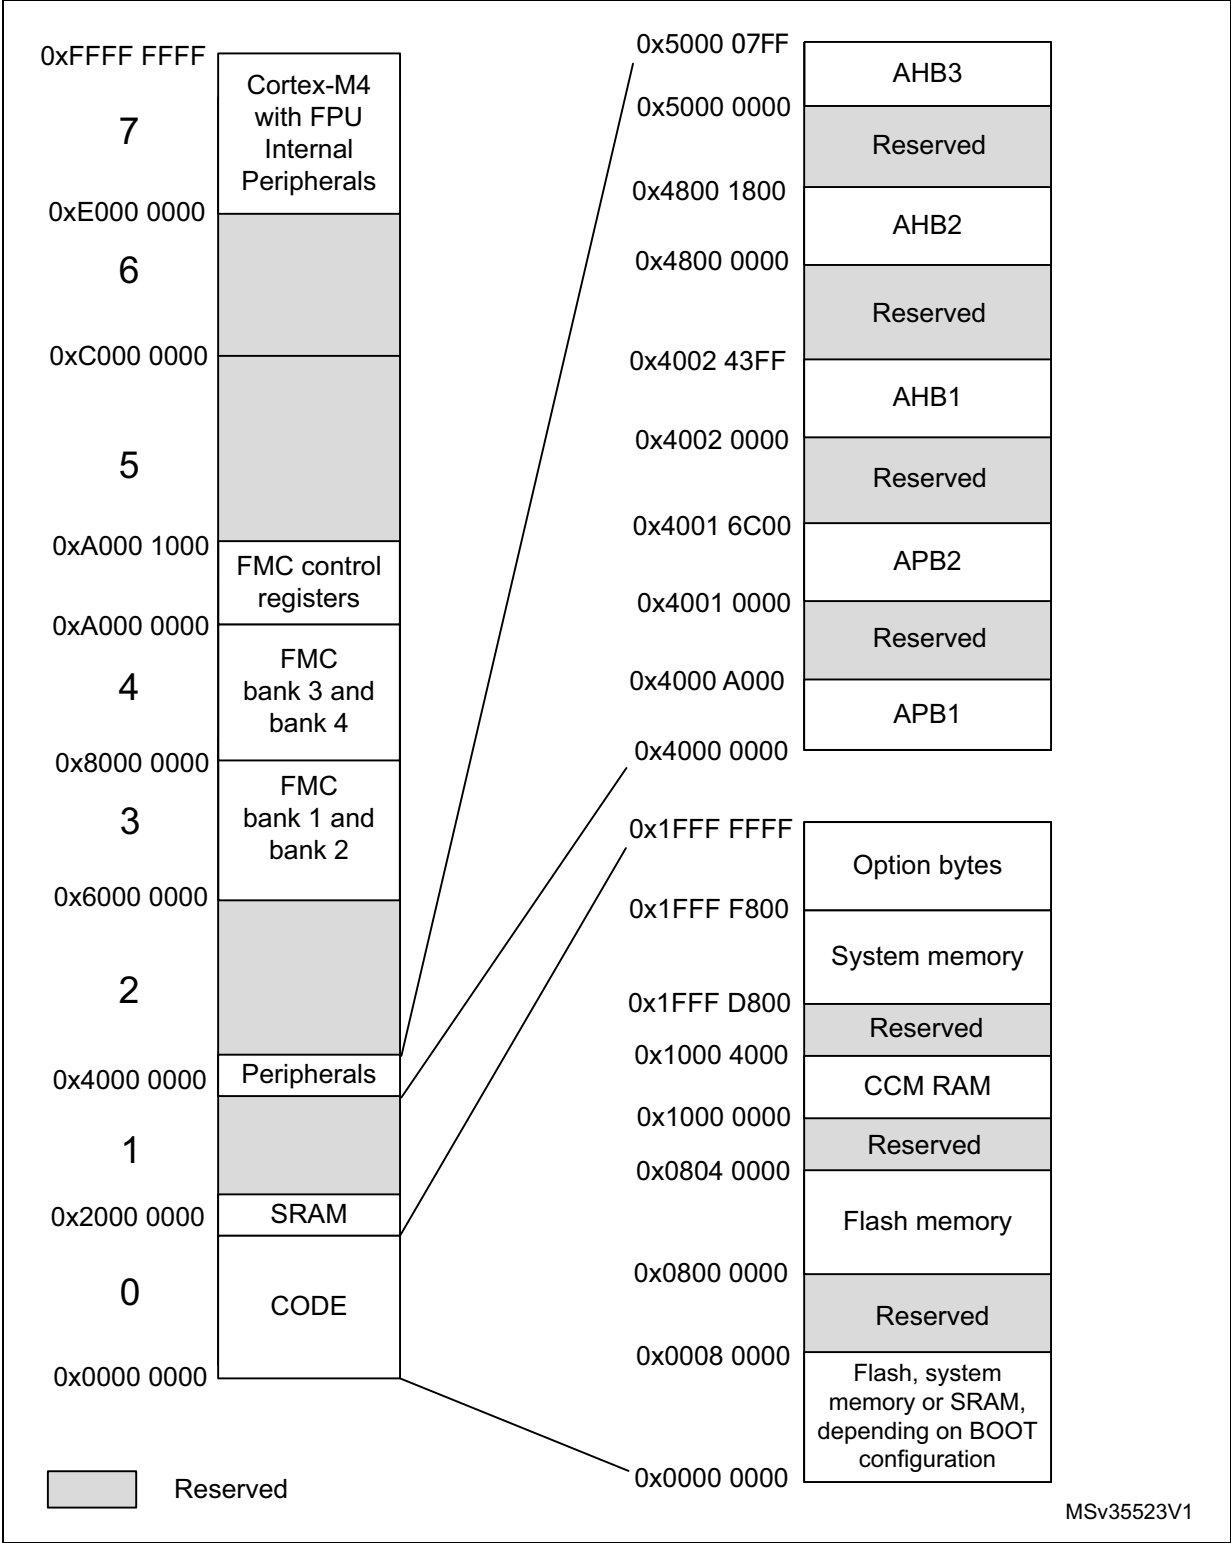 0xFFFF FFFF
Cortex-M4
with FPU
Internal
Peripherals
7
0xE000 0000
6
0xC000 0000
5
0xA000 1000
FMC control
registers
0xA000 0000
FMC
bank 3 and
bank 4
4
0x8000 0000
FMC
bank 1 and
bank 2
3
0x6000 0000
2
Peripherals
0x4000 0000
1
0x2000 0000
SRAM
0
CODE
0x0000 0000
Reserved
0x5000 07FF
AHB3
0x5000 0000
Reserved
0x4800 1800
AHB2
0x4800 0000
Reserved
0x4002 43FF
AHB1
0x4002 0000
Reserved
0x4001 6C00
APB2
0x4001 0000
Reserved
0x4000 A000
APB1
0x4000 0000
0x1FFF FFFF
Option bytes
0x1FFF F800
System memory
0x1FFF D800
Reserved
0x1000 4000
CCM RAM
0x1000 0000
Reserved
0x0804 0000
Flash memory
0x0800 0000
Reserved
0x0008 0000
Flash, system
memory or SRAM,
depending on BOOT
configuration
0x0000 0000
MSv35523V1